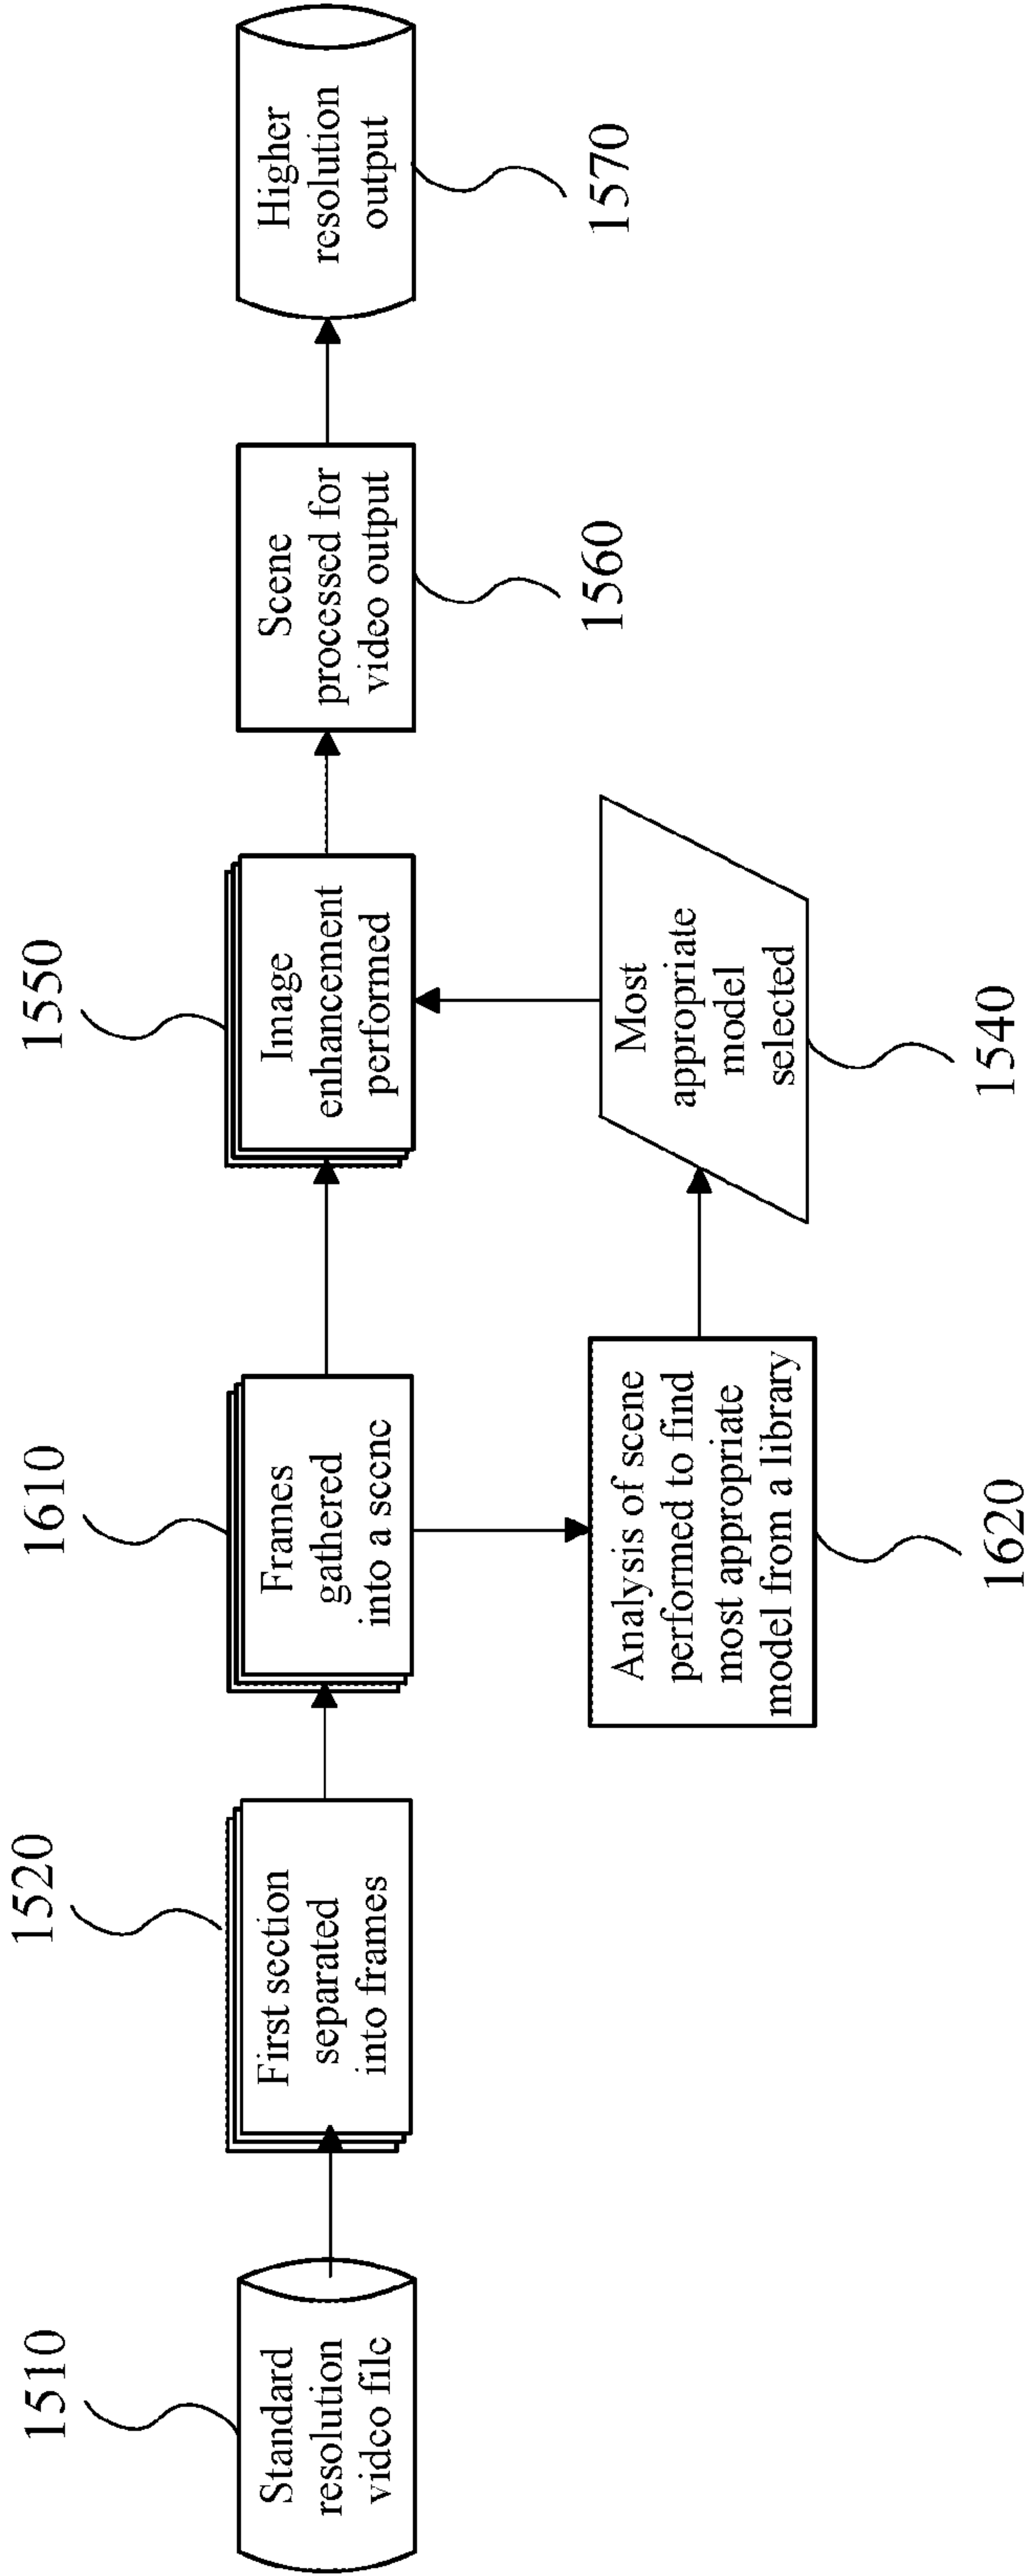 1510
Standard
resolution
video file
1520
First section
separated
into frames
1610
Frames
gathered
into a scene
1620
Analysis of scene
performed to find
most appropriate
model from a library
1540
Most
appropriate
model
selected
1550
Image
enhancement
performed
1560
Scene
processed for
video output
1570
Higher
resolution
output